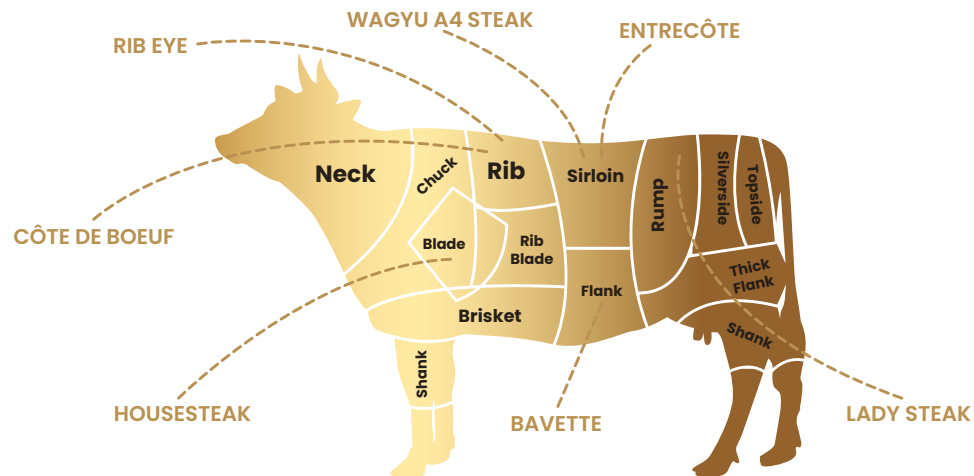 WAGYU A4 STEAK
ENTRECÔTE
RIB EYE
Neck
Chuck
Rib
Sirloin
Rump
Silverside
Topside
CÔTE DE BOEUF
Blade
Rib
Blade
Thick
Flank
Flank
Brisket
Shank
Shank
HOUSESTEAK
BAVETTE
LADY STEAK